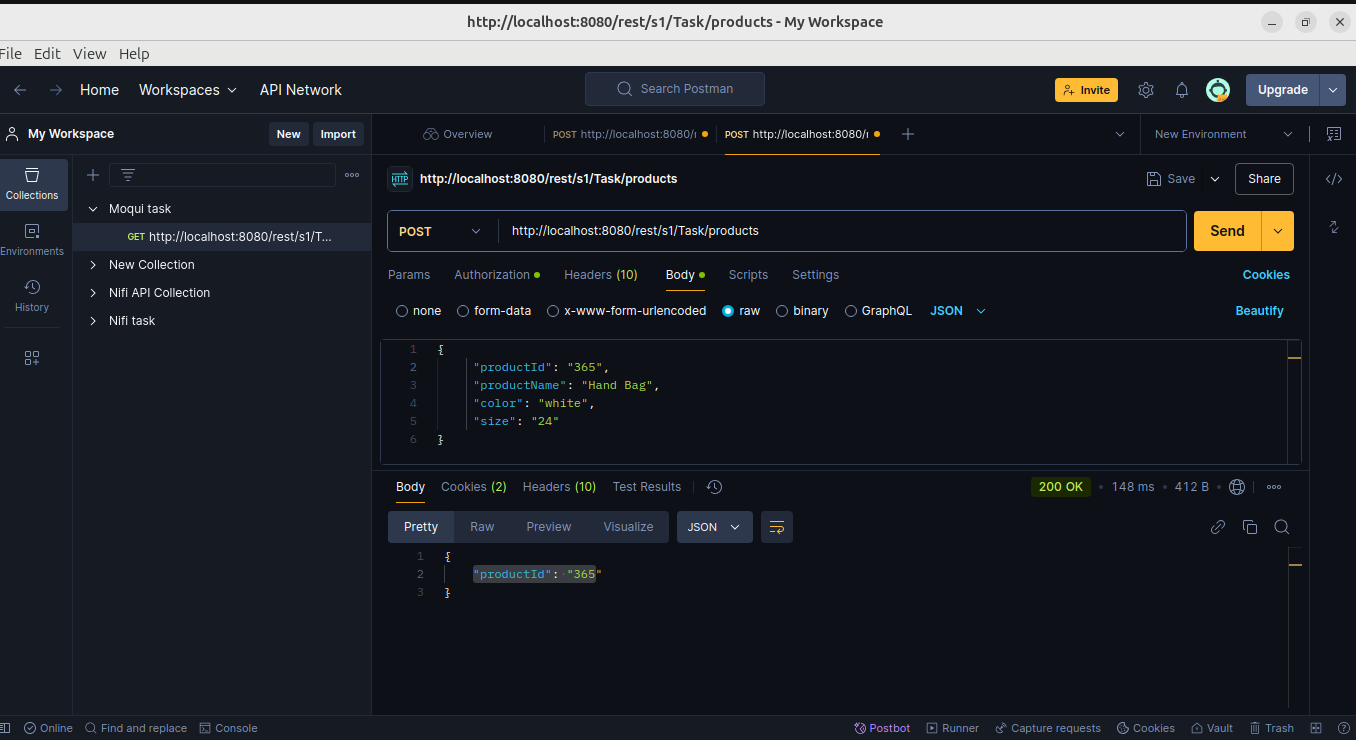 http://localhost:8080/rest/s1/Task/products - My Workspace
File Edit View Help
Home Workspaces API Network Search Postman Invite Upgrade
My Workspace New Import Overview POST http://localhost:8080/r POST http://localhost:8080/r New Environment
Collections
Environments
History
Moqui task
GET http://localhost:8080/rest/s1/T...
New Collection
Nifi API Collection
Nifi task
HTTP http://localhost:8080/rest/s1/Task/products Save Share
POST http://localhost:8080/rest/s1/Task/products Send
Params Authorization Headers (10) Body Scripts Settings Cookies
none form-data x-www-form-urlencoded raw binary GraphQL JSON Beautify
1 {
2 "productId": "365",
3 "productName": "Hand Bag",
4 "color": "white",
5 "size": "24"
6 }
Body Cookies (2) Headers (10) Test Results 200 OK • 148 ms • 412 B •
Pretty Raw Preview Visualize JSON
1 {
2 "productId": "365"
3 }
Online Find and replace Console Postbot Runner Capture requests Cookies Vault Trash